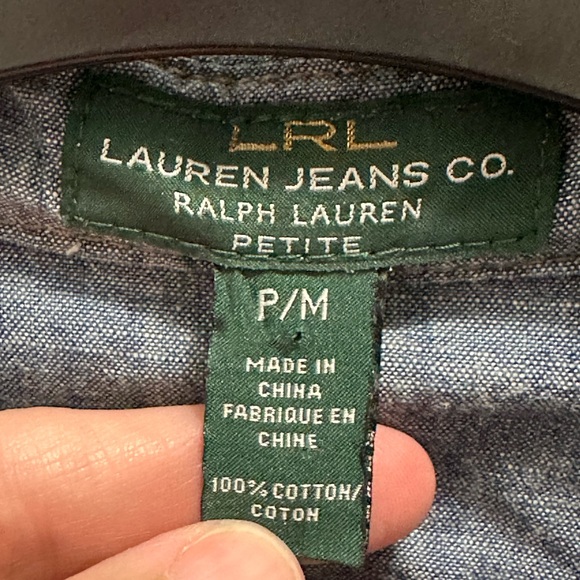 LRL
LAUREN JEANS CO.
RALPH LAUREN
PETITE
P/M
MADE IN
CHINA
FABRIQUE EN
CHINE
100% COTTON/
COTON